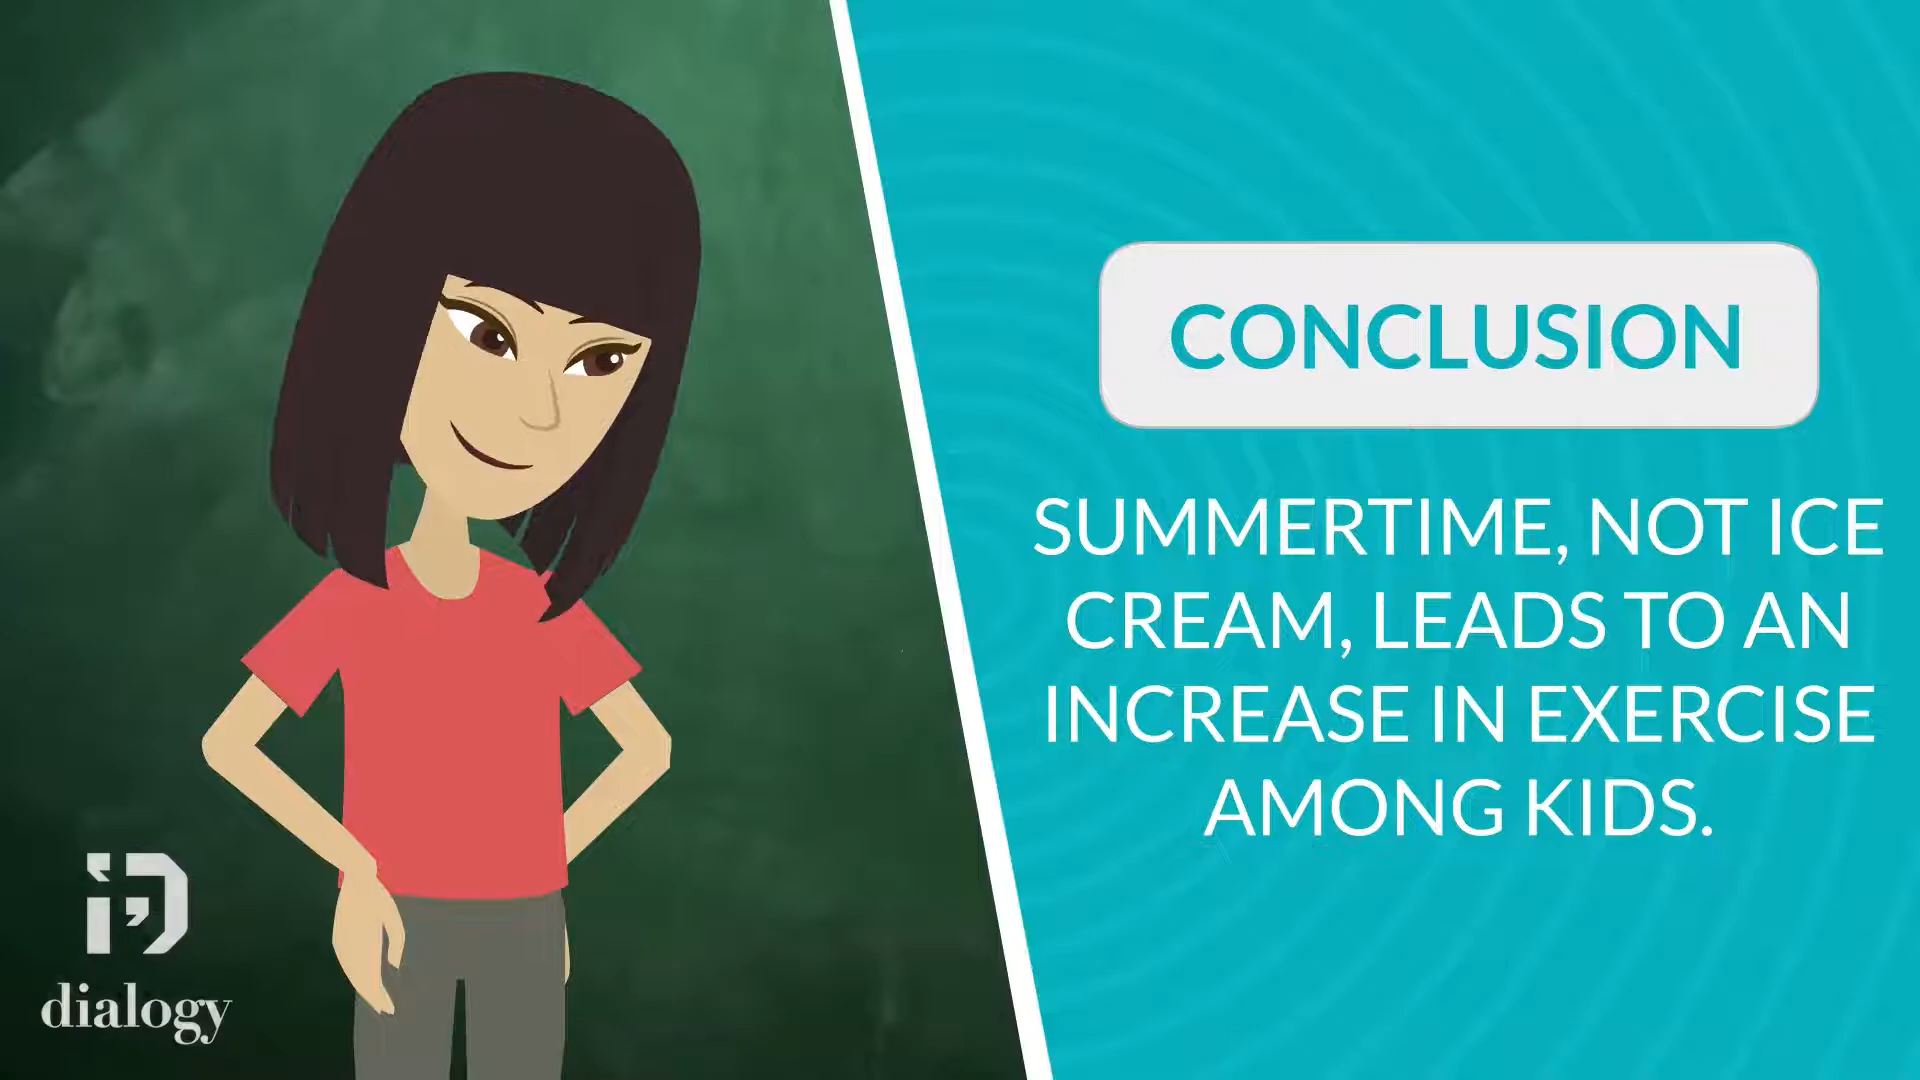 CONCLUSION
SUMMERTIME, NOT ICE
CREAM, LEADS TO AN
INCREASE IN EXERCISE
AMONG KIDS.
dialogy